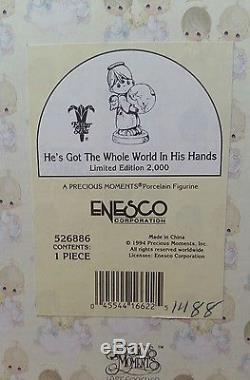 He's Got The Whole World In His Hands
Limited Edition 2,000
A PRECIOUS MOMENTS® Porcelain Figurine
ENESCO
CORPORATION
526886
CONTENTS:
1 PIECE
Made in China
© 1994 Precious Moments, Inc.
All rights reserved worldwide.
Licensee: Enesco Corporation
0 45544 16622 5
1488
MOMENTS
TM